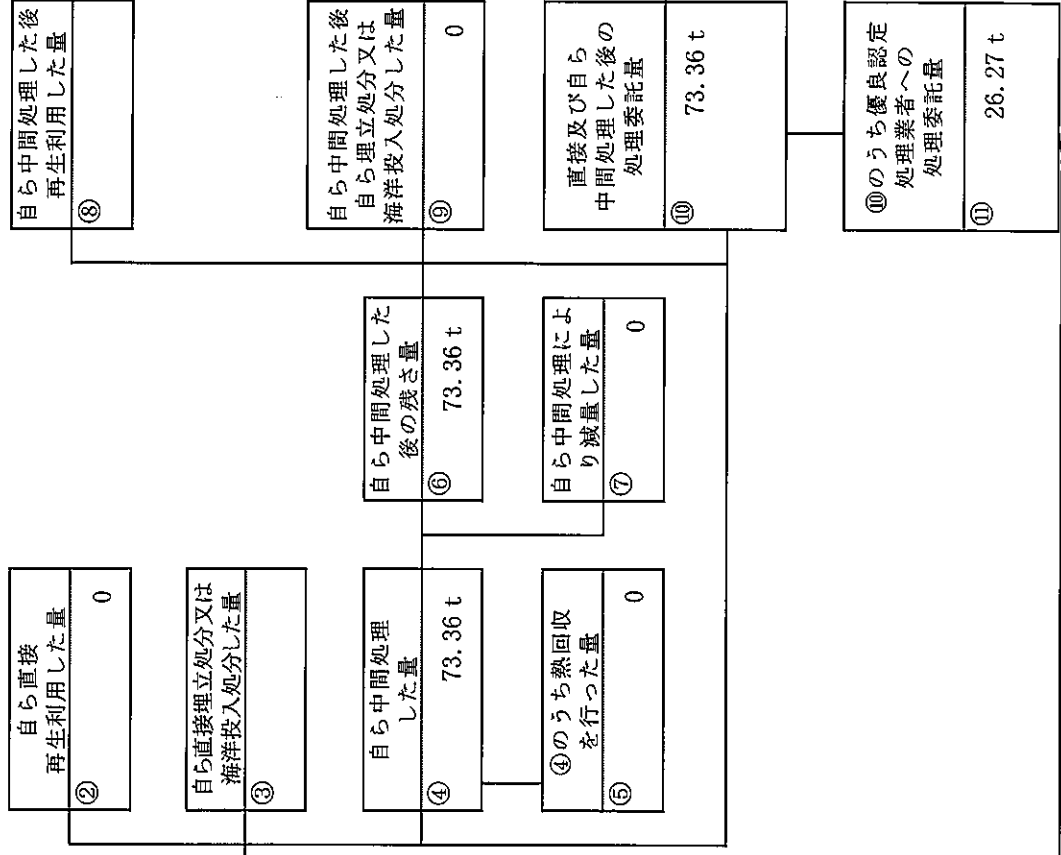 自ら直接
再生利用した量
②
0
自ら直接埋立処分又は
海洋投入処分した量
③
自ら中間処理
した量
④
73.36 t
④のうち熱回収
を行った量
⑤
0
自ら中間処理した
後の残さ量
⑥
73.36 t
自ら中間処理によ
り減量した量
⑦
0
自ら中間処理した後
再生利用した量
⑧
自ら中間処理した後
自ら埋立処分又は
海洋投入処分した量
⑨
0
直接及び自ら
中間処理した後の
処理委託量
⑩
73.36 t
⑩のうち優良認定
処理業者への
処理委託量
⑪
26.27 t